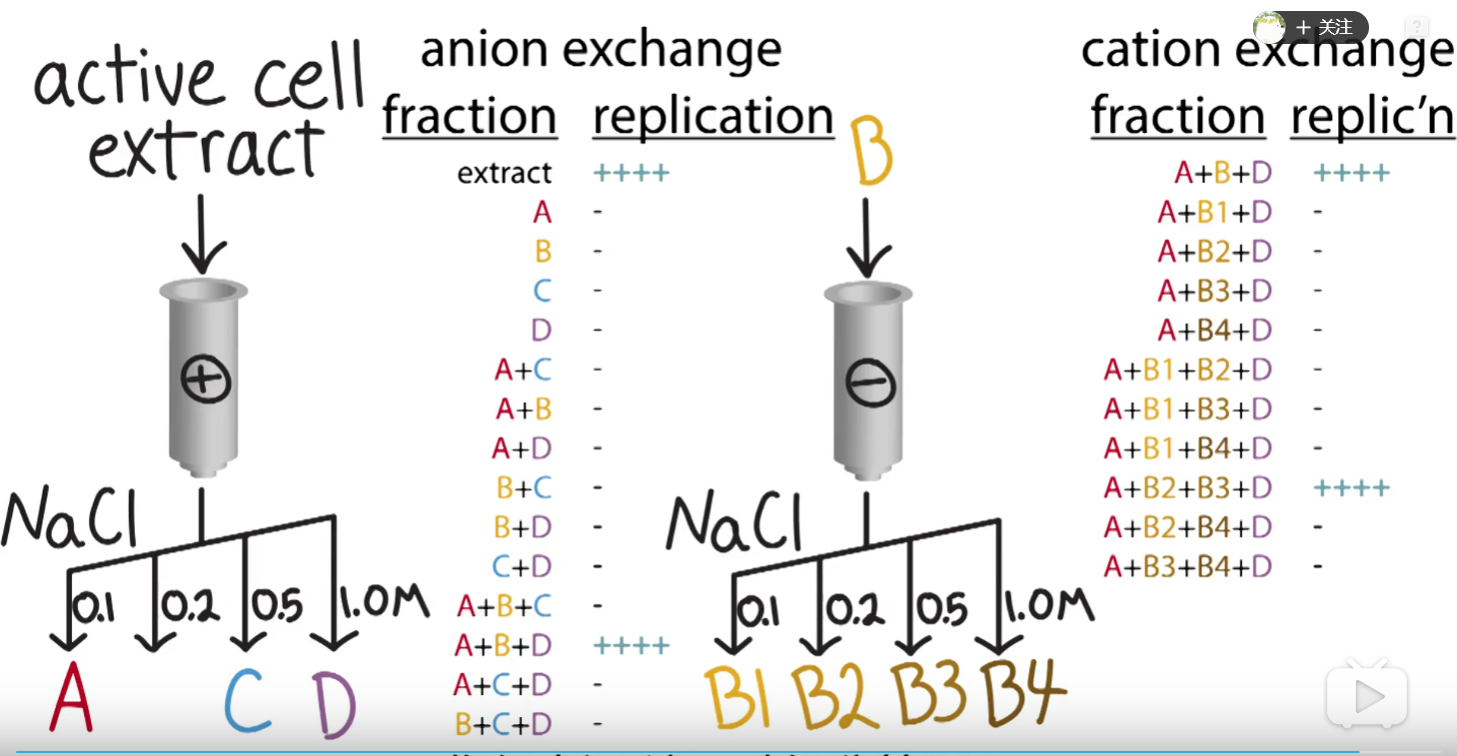 active cell
extract
NaCl
0.1 0.2 0.5 1.0M
A C D
anion exchange
fraction replication
extract ++++
A -
B -
C -
D -
A+C -
A+B -
A+D -
B+C -
B+D -
C+D -
A+B+C -
A+B+D ++++
A+C+D -
B+C+D -
B
NaCl
0.1 0.2 0.5 1.0M
B1 B2 B3 B4
+ 关注
?
cation exchange
fraction replic’n
A+B+D ++++
A+B1+D -
A+B2+D -
A+B3+D -
A+B4+D -
A+B1+B2+D -
A+B1+B3+D -
A+B1+B4+D -
A+B2+B3+D ++++
A+B2+B4+D -
A+B3+B4+D -